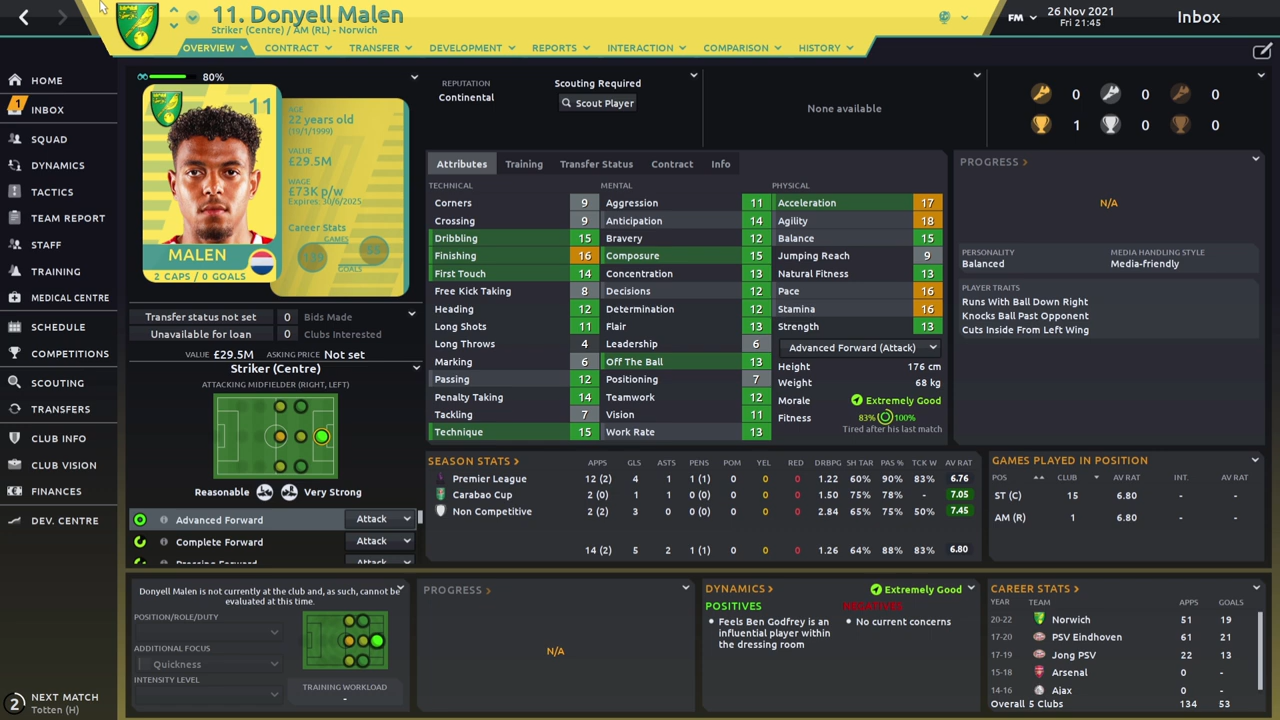 11. Donyell Malen
Striker (Centre) / AM (RL) - Norwich
FM
26 Nov 2021
Fri 21:45
Inbox
OVERVIEW CONTRACT TRANSFER DEVELOPMENT REPORTS INTERACTION COMPARISON HISTORY
HOME
1
INBOX
SQUAD
DYNAMICS
TACTICS
TEAM REPORT
STAFF
TRAINING
MEDICAL CENTRE
SCHEDULE
COMPETITIONS
SCOUTING
TRANSFERS
CLUB INFO
CLUB VISION
FINANCES
DEV. CENTRE
2
NEXT MATCH
Totten (H)
80%
11
MALEN
2 CAPS / 0 GOALS
AGE
22 years old
(19/1/1999)
VALUE
£29.5M
WAGE
£73K p/w
Expires: 30/6/2025
Career Stats
GAMES
GOALS
Transfer status not set 0 Bids Made
Unavailable for loan 0 Clubs Interested
VALUE £29.5M ASKING PRICE Not set
Striker (Centre)
ATTACKING MIDFIELDER (RIGHT, LEFT)
Reasonable Very Strong
Advanced Forward Attack
Complete Forward Attack
REPUTATION
Continental
Scouting Required
Scout Player
None available
0 0 0
1 0 0
Attributes Training Transfer Status Contract Info
TECHNICAL MENTAL PHYSICAL
Corners 9 Aggression 11 Acceleration 17
Crossing 9 Anticipation 14 Agility 18
Dribbling 15 Bravery 12 Balance 15
Finishing 16 Composure 15 Jumping Reach 9
First Touch 14 Concentration 13 Natural Fitness 13
Free Kick Taking 8 Decisions 12 Pace 16
Heading 12 Determination 12 Stamina 16
Long Shots 11 Flair 13 Strength 13
Long Throws 4 Leadership 6
Marking 6 Off The Ball 13
Passing 12 Positioning 7
Penalty Taking 14 Teamwork 12
Tackling 7 Vision 11
Technique 15 Work Rate 13
Advanced Forward (Attack)
Height 176 cm
Weight 68 kg
Morale Extremely Good
Fitness 83% 100%
Tired after his last match
PROGRESS >
N/A
PERSONALITY
Balanced
MEDIA HANDLING STYLE
Media-friendly
PLAYER TRAITS
Runs With Ball Down Right
Knocks Ball Past Opponent
Cuts Inside From Left Wing
SEASON STATS > APPS GLS ASTS PENS POM YEL RED DRBPG SH TAR PAS % TCK W AV RAT
Premier League 12 (2) 4 1 1 (1) 0 0 0 1.22 60% 90% 83% 6.76
Carabao Cup 2 (0) 1 1 0 (0) 0 0 0 1.50 75% 78% - 7.05
Non Competitive 2 (2) 3 0 0 (0) 0 0 0 2.84 65% 75% 50% 7.45
14 (2) 5 2 1 (1) 0 0 0 1.26 64% 88% 83% 6.80
GAMES PLAYED IN POSITION
POS CLUB AV RAT INT. AV RAT
ST (C) 15 6.80 - -
AM (R) 1 6.80 - -
Donyell Malen is not currently at the club and, as such, cannot be
evaluated at this time.
POSITION/ROLE/DUTY
ADDITIONAL FOCUS
Quickness
INTENSITY LEVEL
TRAINING WORKLOAD
-
PROGRESS >
N/A
DYNAMICS > Extremely Good
POSITIVES NEGATIVES
• Feels Ben Godfrey is an
influential player within
the dressing room
• No current concerns
CAREER STATS >
YEAR TEAM APPS GOALS
20-22 Norwich 51 19
17-20 PSV Eindhoven 61 21
17-19 Jong PSV 22 13
15-18 Arsenal 0 -
14-16 Ajax 0 -
Overall 5 Clubs 134 53